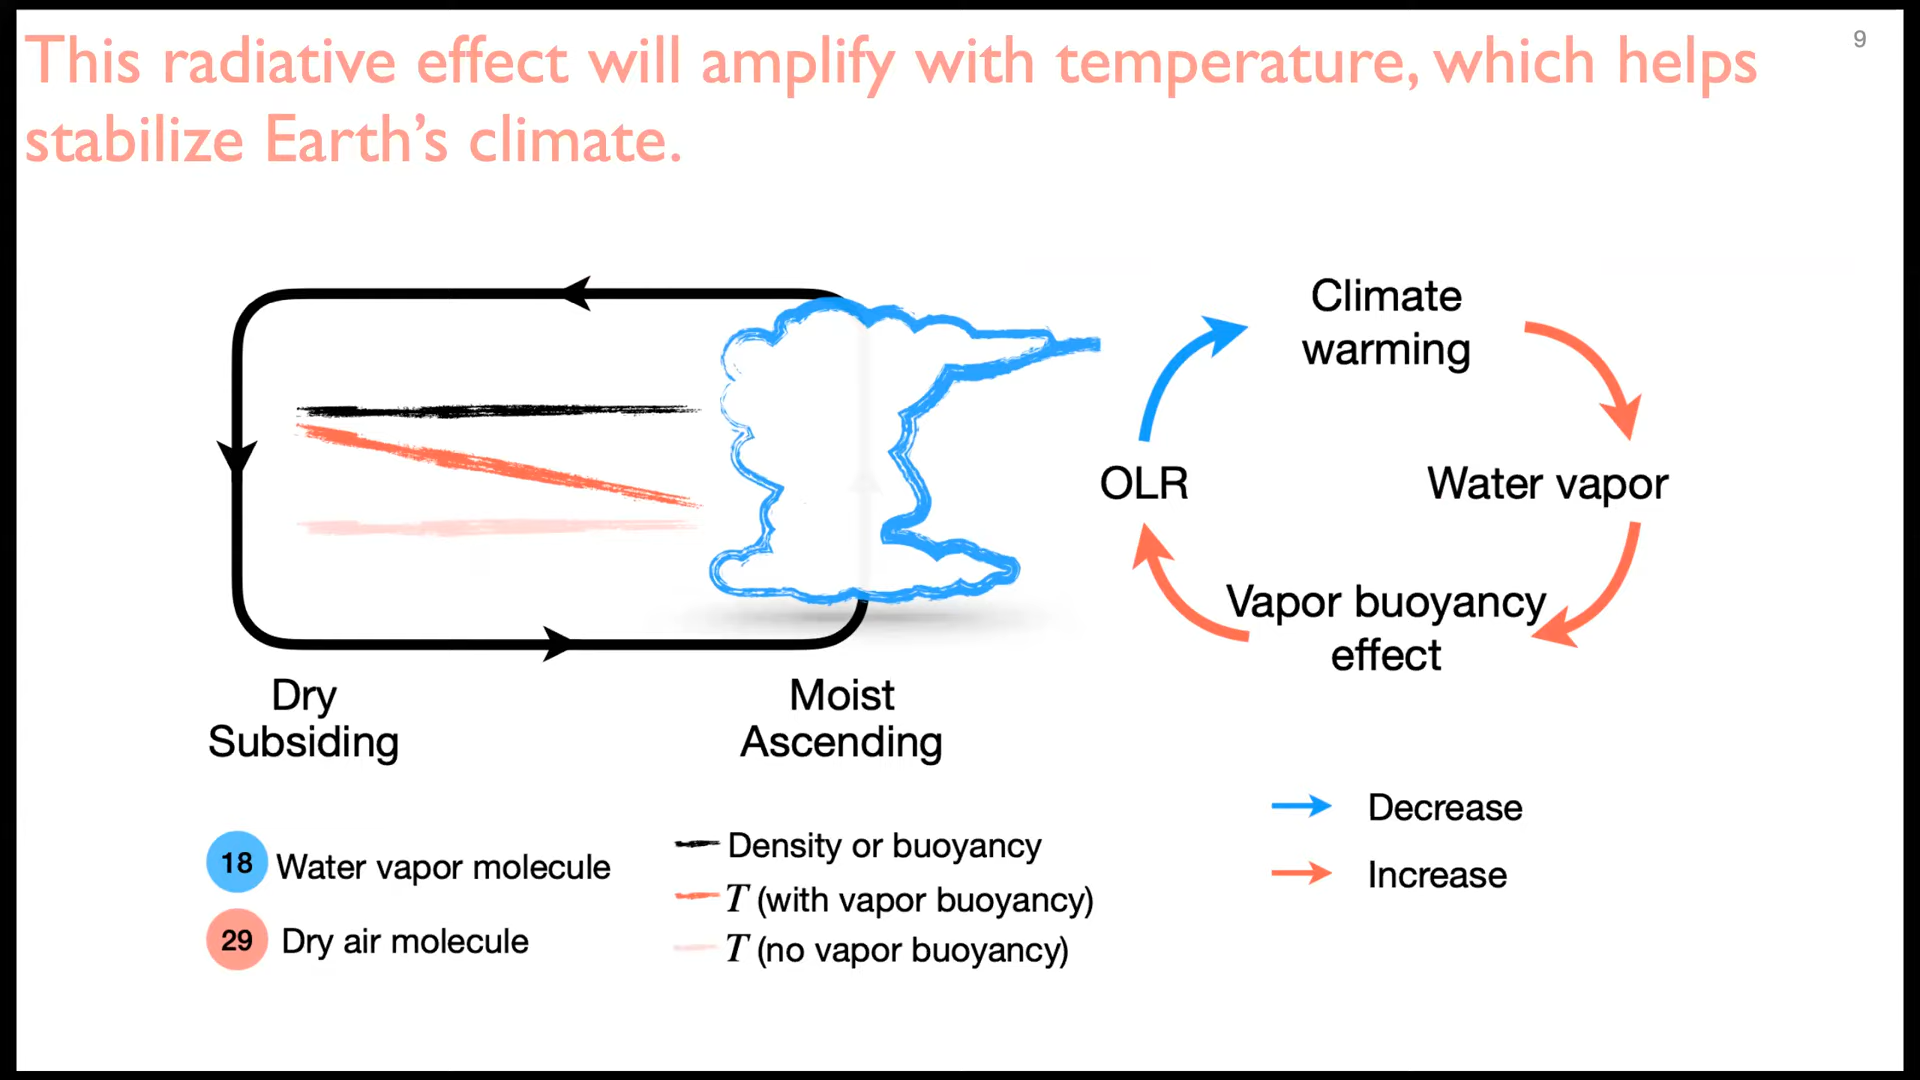 This radiative effect will amplify with temperature, which helps
stabilize Earth’s climate.
9
Climate
warming
OLR
Water vapor
Vapor buoyancy
effect
Dry
Subsiding
Moist
Ascending
18 Water vapor molecule
29 Dry air molecule
Density or buoyancy
T (with vapor buoyancy)
T (no vapor buoyancy)
Decrease
Increase